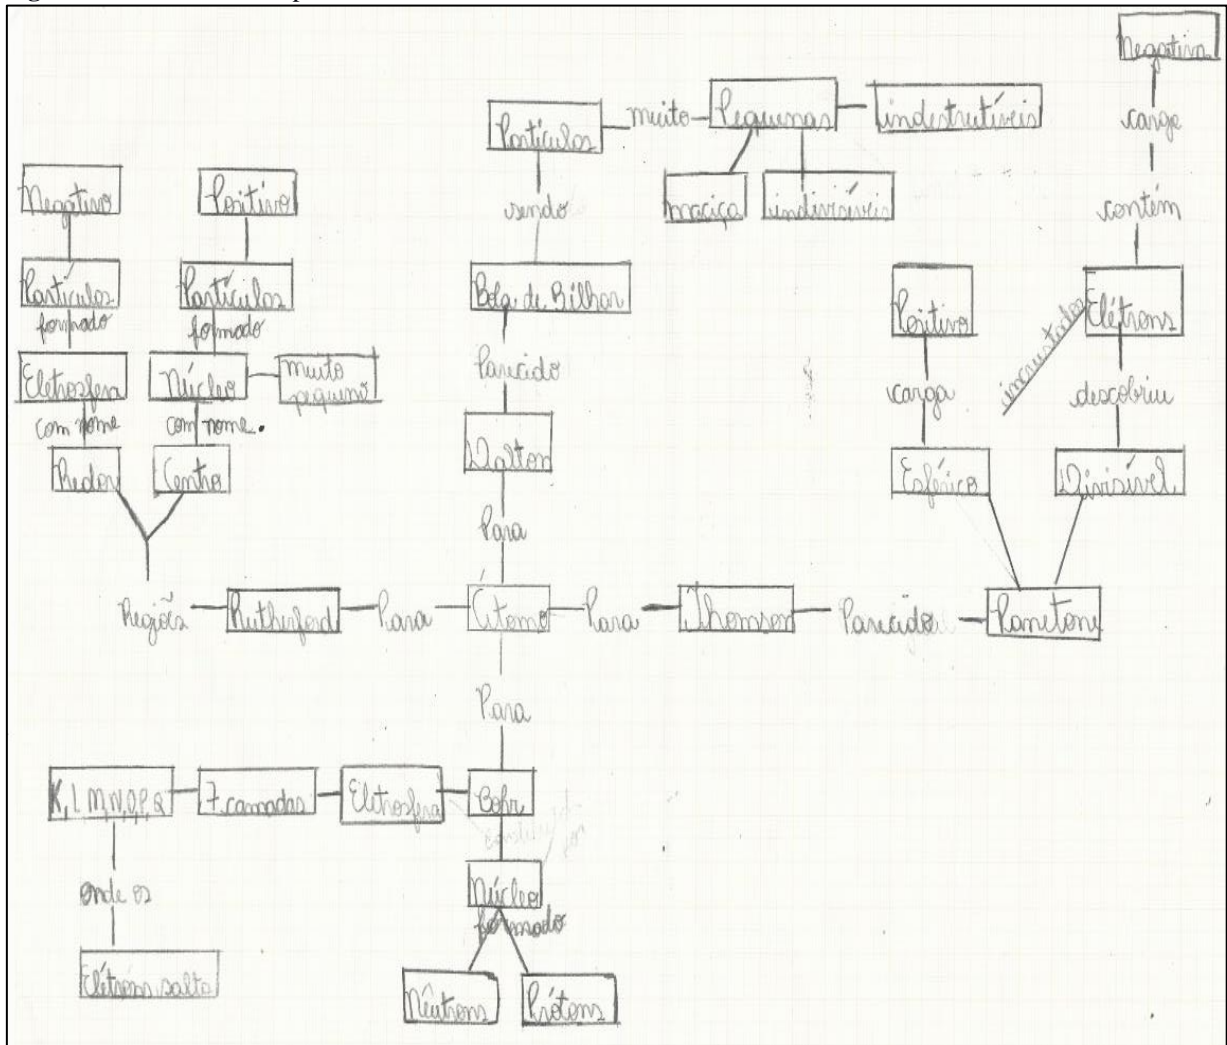 Negativa
carga
contém
Elétrons
incrustados
descobriu
Divisível
Positivo
carga
Esférico
Partículas
muito
Pequenas
indestrutíveis
maciça
indivisíveis
sendo
Bola de Bilhar
Parecido
Dalton
Para
Negativo
Partículas
formado
Eletrosfera
com nome
Redor
Positivo
Partículas
formado
Núcleo
muito
pequeno
com nome.
Centro
Regiões
Rutherford
Para
Átomo
Para
Thomson
Parecido
Panetone
Para
K, L, M, N, O, P, Q
7 camadas
Eletrosfera
Bohr
onde os
Elétrons salta
Núcleo
formado
Nêutrons
Prótons